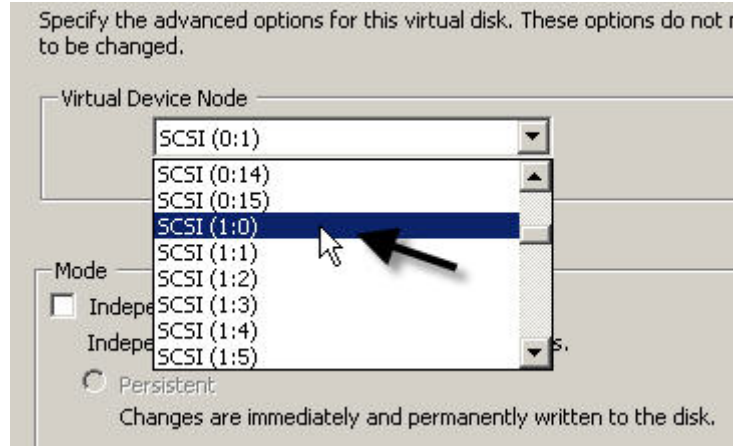 Specify the advanced options for this virtual disk. These options do not
to be changed.
Virtual Device Node
SCSI (0:1)
SCSI (0:14)
SCSI (0:15)
SCSI (1:0)
SCSI (1:1)
SCSI (1:2)
Mode
SCSI (1:3)
SCSI (1:4)
SCSI (1:5)
Persistent
Changes are immediately and permanently written to the disk.